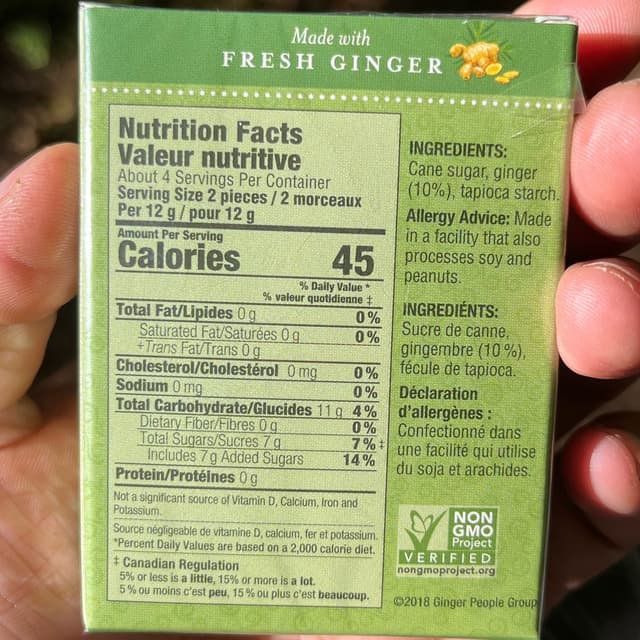 Made with
FRESH GINGER
Nutrition Facts
Valeur nutritive
About 4 Servings Per Container
Serving Size 2 pieces / 2 morceaux
Per 12 g / pour 12 g
Amount Per Serving
Calories 45
% Daily Value *
% valeur quotidienne ‡
Total Fat/Lipides 0 g 0 %
Saturated Fat/Saturées 0 g 0 %
+Trans Fat/Trans 0 g
Cholesterol/Cholestérol 0 mg 0 %
Sodium 0 mg 0 %
Total Carbohydrate/Glucides 11 g 4 %
Dietary Fiber/Fibres 0 g 0 %
Total Sugars/Sucres 7 g 7 % ‡
Includes 7 g Added Sugars 14 %
Protein/Protéines 0 g
Not a significant source of Vitamin D, Calcium, Iron and
Potassium.
Source négligeable de vitamine D, calcium, fer et potassium.
*Percent Daily Values are based on a 2,000 calorie diet.
‡ Canadian Regulation
5% or less is a little, 15% or more is a lot.
5 % ou moins c'est peu, 15 % ou plus c'est beaucoup.
INGREDIENTS:
Cane sugar, ginger
(10%), tapioca starch.
Allergy Advice: Made
in a facility that also
processes soy and
peanuts.
INGREDIÉNTS:
Sucre de canne,
gingembre (10 %),
fécule de tapioca.
Déclaration
d'allergènes :
Confectionné dans
une facilité qui utilise
du soja et arachides.
NON
GMO
Project
VERIFIED
nongmoproject.org
©2018 Ginger People Group